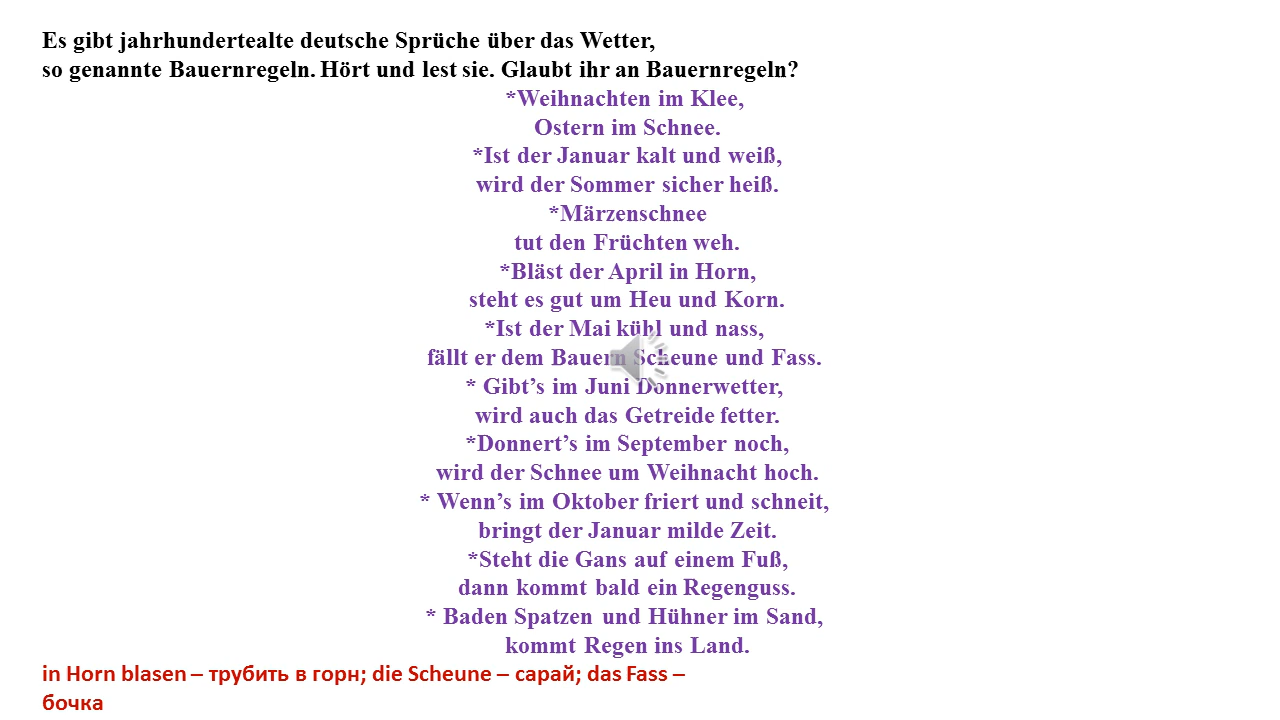 Es gibt jahrhundertealte deutsche Sprüche über das Wetter,
so genannte Bauernregeln. Hört und lest sie. Glaubt ihr an Bauernregeln?
*Weihnachten im Klee,
Ostern im Schnee.
*Ist der Januar kalt und weiß,
wird der Sommer sicher heiß.
*Märzenschnee
tut den Früchten weh.
*Bläst der April in Horn,
steht es gut um Heu und Korn.
*Ist der Mai kühl und nass,
fällt er dem Bauern Scheune und Fass.
* Gibt’s im Juni Donnerwetter,
wird auch das Getreide fetter.
*Donnert’s im September noch,
wird der Schnee um Weihnacht hoch.
* Wenn’s im Oktober friert und schneit,
bringt der Januar milde Zeit.
*Steht die Gans auf einem Fuß,
dann kommt bald ein Regenguss.
* Baden Spatzen und Hühner im Sand,
kommt Regen ins Land.
in Horn blasen – трубить в горн; die Scheune – сарай; das Fass –
бочка